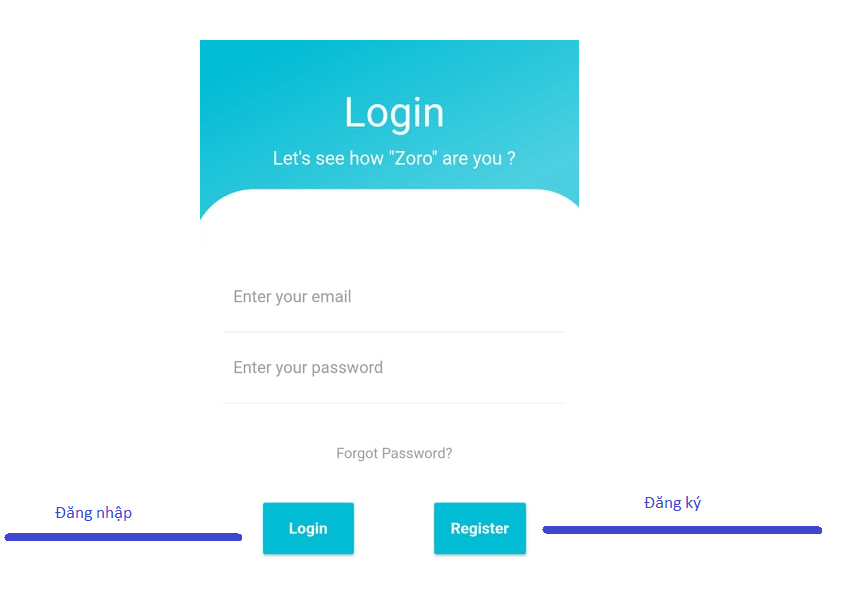 Login
Let's see how "Zoro" are you ?
Enter your email
Enter your password
Forgot Password?
Đăng nhập
Login
Register
Đăng ký